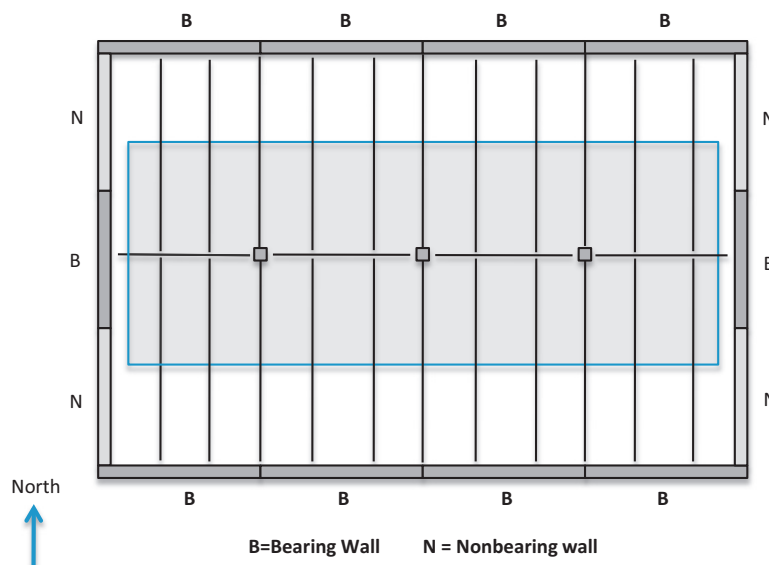 B B B B
N N
B B
N N
North
B B B B
B=Bearing Wall N = Nonbearing wall